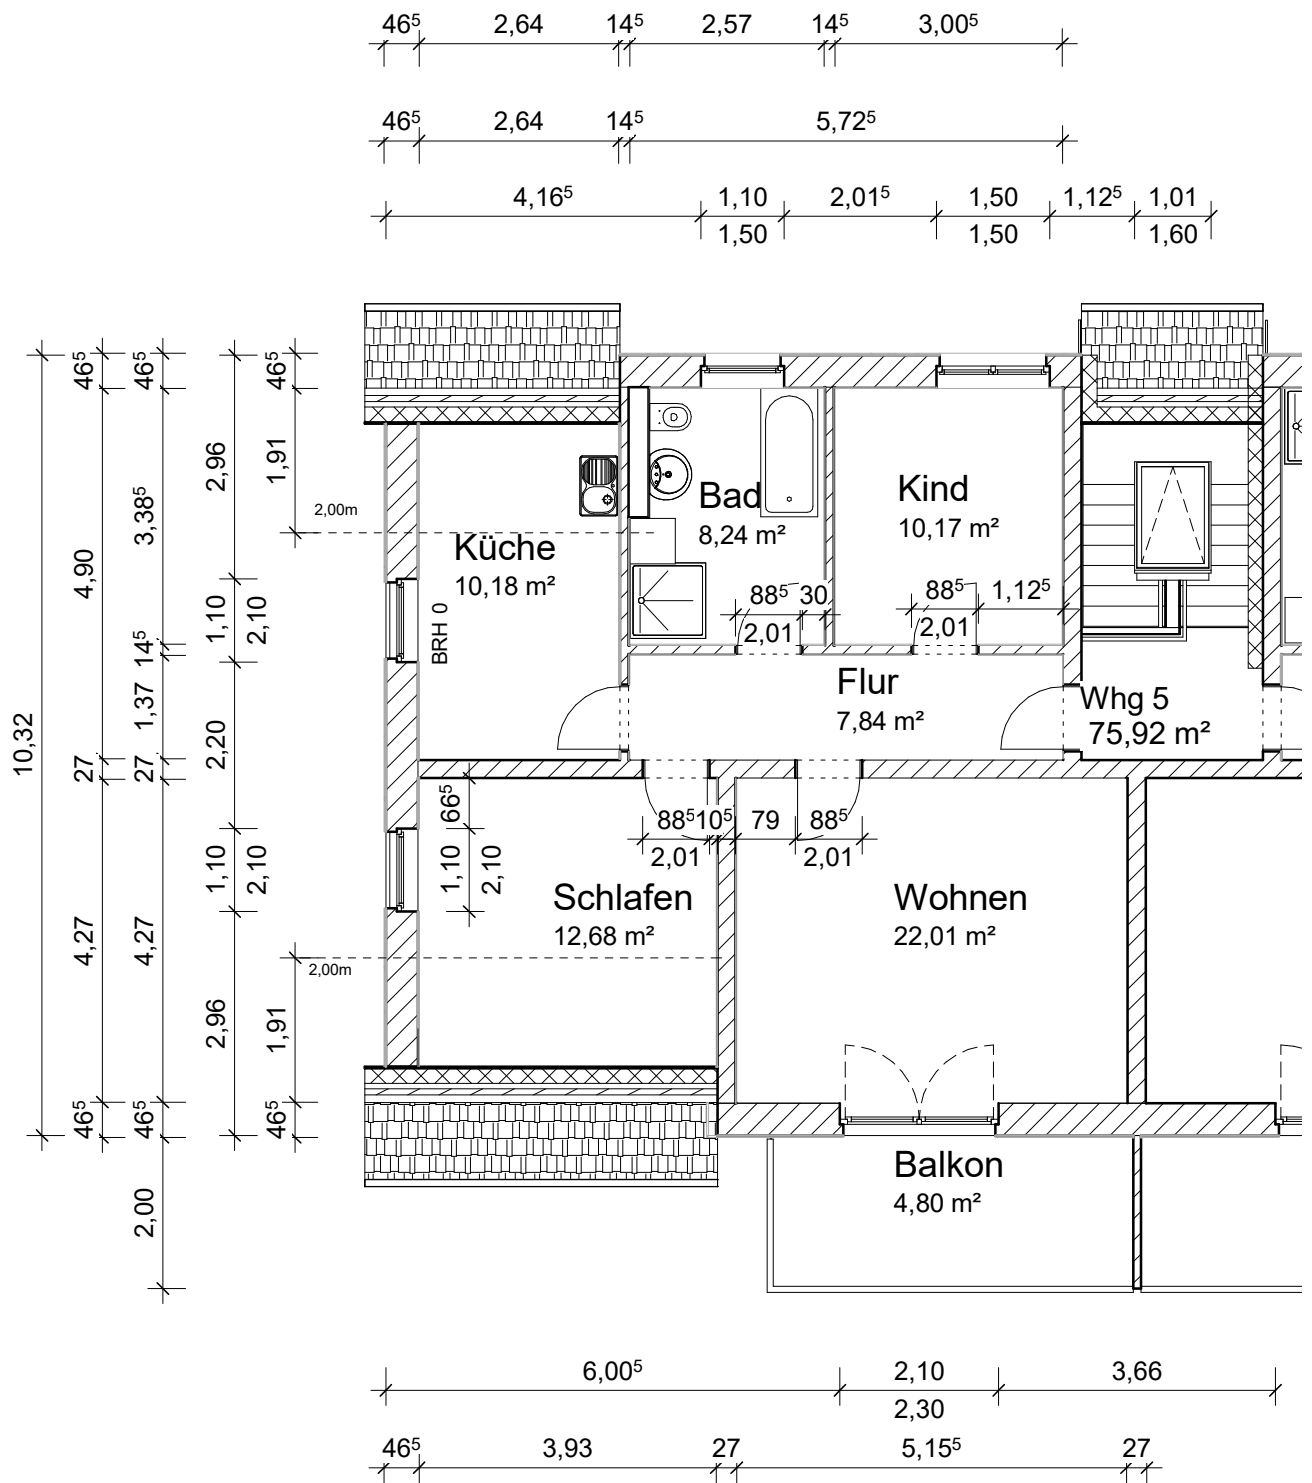 46⁵ 2,64 14⁵ 2,57 14⁵ 3,00⁵
46⁵ 2,64 14⁵ 5,72⁵
4,16⁵ 1,10 2,01⁵ 1,50 1,12⁵ 1,01
1,50 1,50 1,60
46⁵ 46⁵ 46⁵
2,96 1,91
3,38⁵
4,90
2,00m
Küche
10,18 m²
BRH 0
Bad
8,24 m²
Kind
10,17 m²
88⁵ 30 88⁵ 1,12⁵
2,01 2,01
1,10
2,10
14⁵
1,37
Flur
7,84 m²
Whg 5
75,92 m²
10,32
27 27 2,20
66⁵
88⁵ 10⁵ 79 88⁵
2,01 2,01
1,10
2,10
1,10
2,10
Schlafen
12,68 m²
Wohnen
22,01 m²
4,27 4,27
2,00m
2,96 1,91
46⁵ 46⁵ 46⁵
Balkon
4,80 m²
2,00
6,00⁵ 2,10 3,66
2,30
46⁵ 3,93 27 5,15⁵ 27